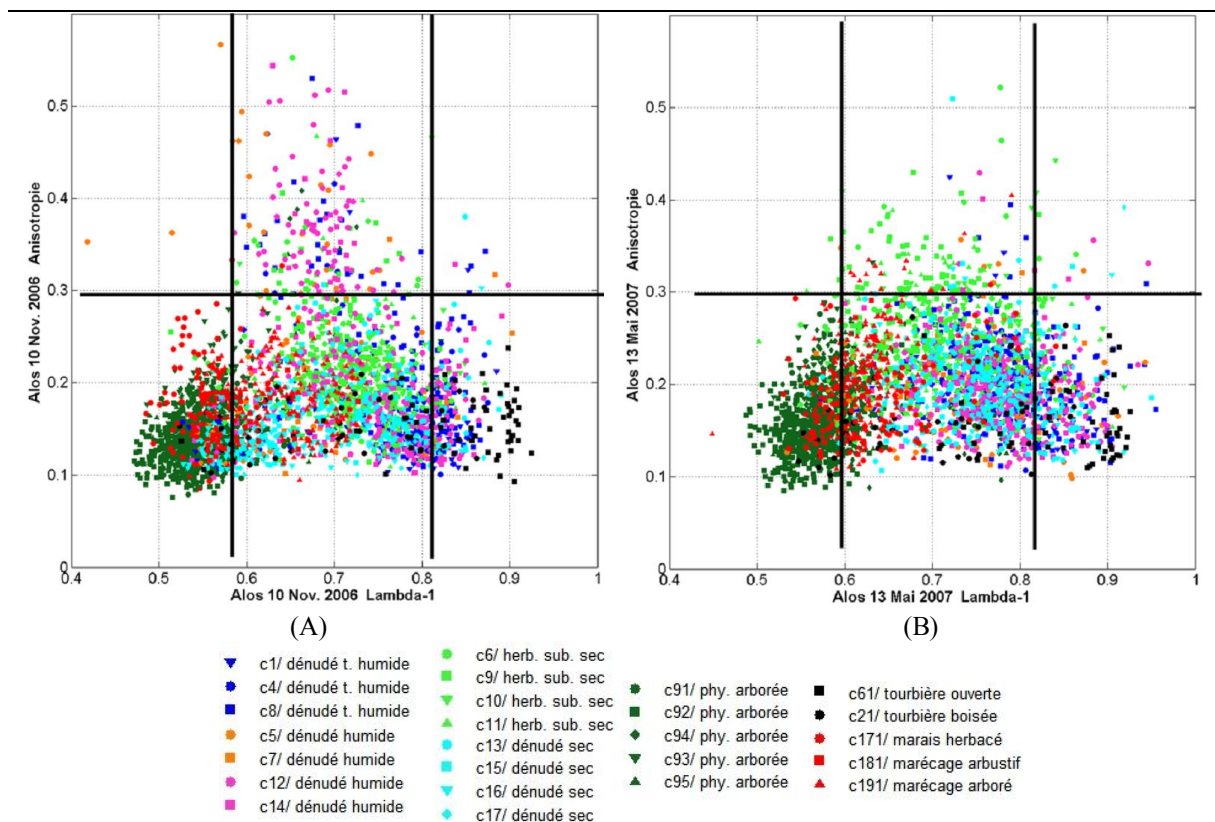 0.5
0.4
0.3
0.2
0.1
0
Alos 10 Nov. 2006 Anisotropie
0.4 0.5 0.6 0.7 0.8 0.9 1
Alos 10 Nov. 2006 Lambda-1
(A)
0.5
0.4
0.3
0.2
0.1
0
Alos 13 Mai 2007 Anisotropie
0.4 0.5 0.6 0.7 0.8 0.9 1
Alos 13 Mai 2007 Lambda-1
(B)
c1/ dénudé t. humide
c4/ dénudé t. humide
c8/ dénudé t. humide
c5/ dénudé humide
c7/ dénudé humide
c12/ dénudé humide
c14/ dénudé humide
c6/ herb. sub. sec
c9/ herb. sub. sec
c10/ herb. sub. sec
c11/ herb. sub. sec
c13/ dénudé sec
c15/ dénudé sec
c16/ dénudé sec
c17/ dénudé sec
c91/ phy. arborée
c92/ phy. arborée
c94/ phy. arborée
c93/ phy. arborée
c95/ phy. arborée
c61/ tourbière ouverte
c21/ tourbière boisée
c171/ marais herbacé
c181/ marécage arbustif
c191/ marécage arboré